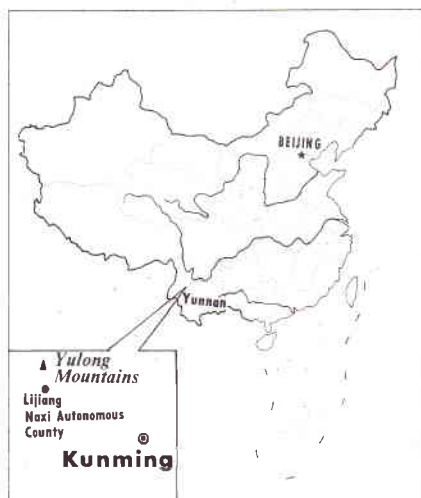 BEIJING
Yunnan
Yulong
Mountains
Lijiang
Naxi Autonomous
County
Kunming